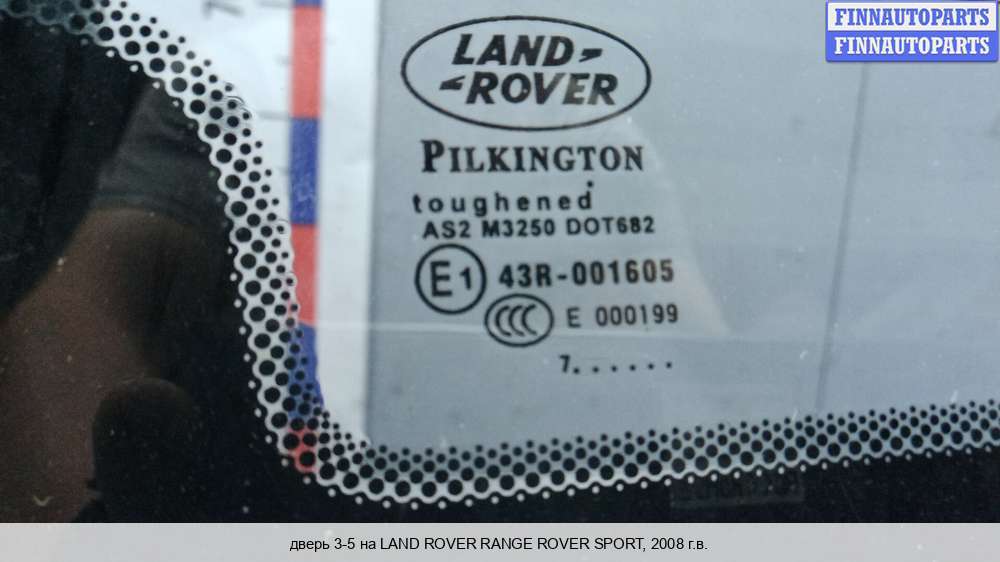 FINNAUTOPARTS
FINNAUTOPARTS
LAND
ROVER
PILKINGTON
toughened
AS2 M3250 DOT682
E1 43R-001605
CCC E 000199
7......
дверь 3-5 на LAND ROVER RANGE ROVER SPORT, 2008 г.в.